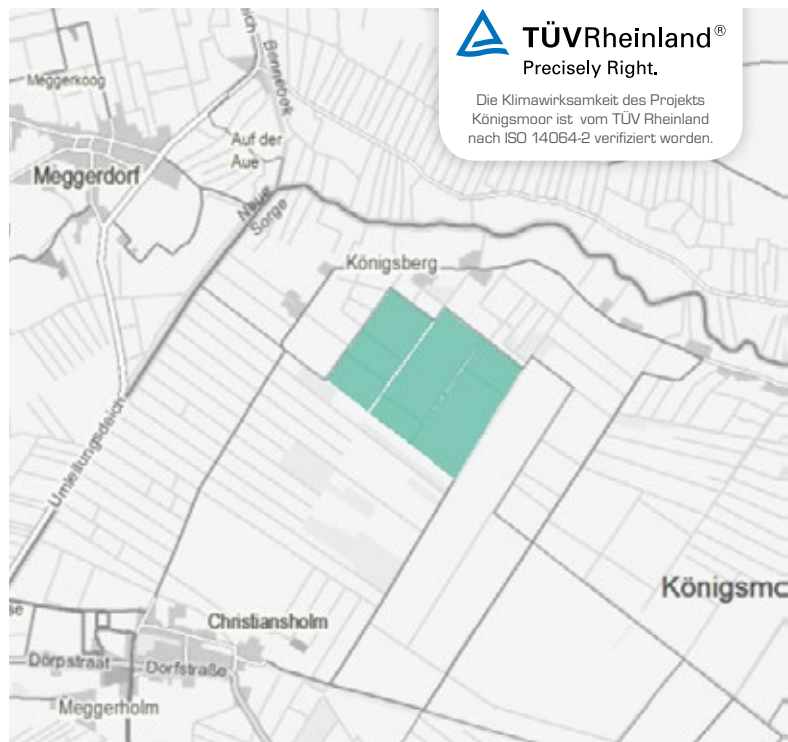 TÜVRheinland®
Precisely Right.
Die Klimawirksamkeit des Projekts
Königsmoor ist vom TÜV Rheinland
nach ISO 14064-2 verifiziert worden.
Bennebek
Meggerkoog
Auf der
Aue
Meggerdorf
Neue
Sorge
Königsberg
Umleitungsdeich
Königsmo
Christiansholm
Dörpstraat
Dorfstraße
Meggerholm